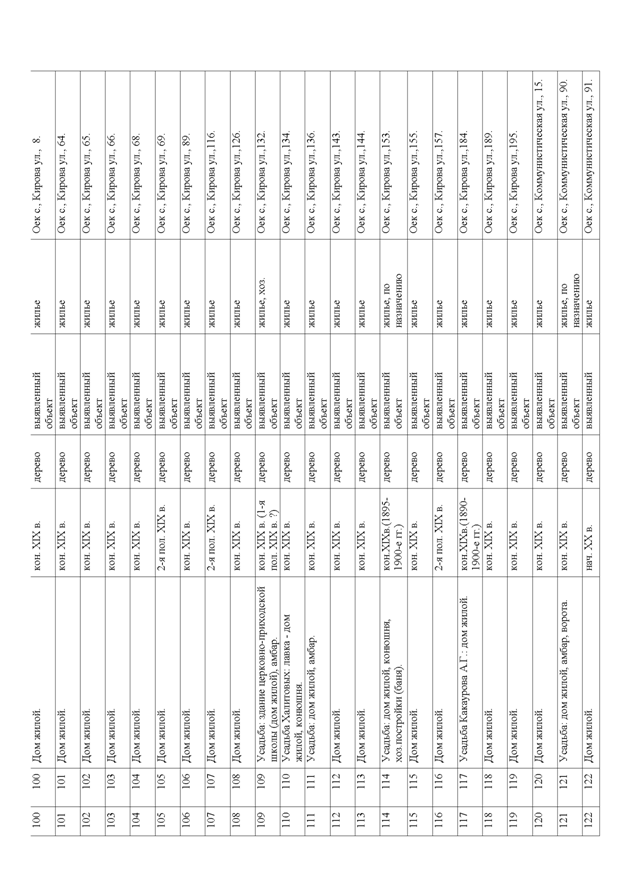 100 100 Дом жилой. кон. XIX в. дерево выявленный объект жилье Оек с., Кирова ул., 8.
101 101 Дом жилой. кон. XIX в. дерево выявленный объект жилье Оек с., Кирова ул., 64.
102 102 Дом жилой. кон. XIX в. дерево выявленный объект жилье Оек с., Кирова ул., 65.
103 103 Дом жилой. кон. XIX в. дерево выявленный объект жилье Оек с., Кирова ул., 66.
104 104 Дом жилой. кон. XIX в. дерево выявленный объект жилье Оек с., Кирова ул., 68.
105 105 Дом жилой. 2-я пол. XIX в. дерево выявленный объект жилье Оек с., Кирова ул., 69.
106 106 Дом жилой. кон. XIX в. дерево выявленный объект жилье Оек с., Кирова ул., 89.
107 107 Дом жилой. 2-я пол. XIX в. дерево выявленный объект жилье Оек с., Кирова ул.,116.
108 108 Дом жилой. кон. XIX в. дерево выявленный объект жилье Оек с., Кирова ул.,126.
109 109 Усадьба: здание церковно-приходской школы (дом жилой), амбар. кон. XIX в. (1-я пол. XIX в. ?) дерево выявленный объект жилье, хоз. Оек с., Кирова ул.,132.
110 110 Усадьба Халитовых: лавка - дом жилой, конюшня. кон. XIX в. дерево выявленный объект жилье Оек с., Кирова ул.,134.
111 111 Усадьба: дом жилой, амбар. кон. XIX в. дерево выявленный объект жилье Оек с., Кирова ул.,136.
112 112 Дом жилой. кон. XIX в. дерево выявленный объект жилье Оек с., Кирова ул.,143.
113 113 Дом жилой. кон. XIX в. дерево выявленный объект жилье Оек с., Кирова ул.,144.
114 114 Усадьба: дом жилой, конюшня, хоз.постройки (баня). кон.XIXв.(1895-1900-е гг.) дерево выявленный объект жилье, по назначению Оек с., Кирова ул.,153.
115 115 Дом жилой. кон. XIX в. дерево выявленный объект жилье Оек с., Кирова ул.,155.
116 116 Дом жилой. 2-я пол. XIX в. дерево выявленный объект жилье Оек с., Кирова ул.,157.
117 117 Усадьба Какаурова А.Г.: дом жилой. кон.XIXв.(1890-1900-е гг.) дерево выявленный объект жилье Оек с., Кирова ул.,184.
118 118 Дом жилой. кон. XIX в. дерево выявленный объект жилье Оек с., Кирова ул.,189.
119 119 Дом жилой. кон. XIX в. дерево выявленный объект жилье Оек с., Кирова ул.,195.
120 120 Дом жилой. кон. XIX в. дерево выявленный объект жилье Оек с., Коммунистическая ул., 15.
121 121 Усадьба: дом жилой, амбар, ворота. кон. XIX в. дерево выявленный объект жилье, по назначению Оек с., Коммунистическая ул., 90.
122 122 Дом жилой. нач. XX в. дерево выявленный жилье Оек с., Коммунистическая ул., 91.